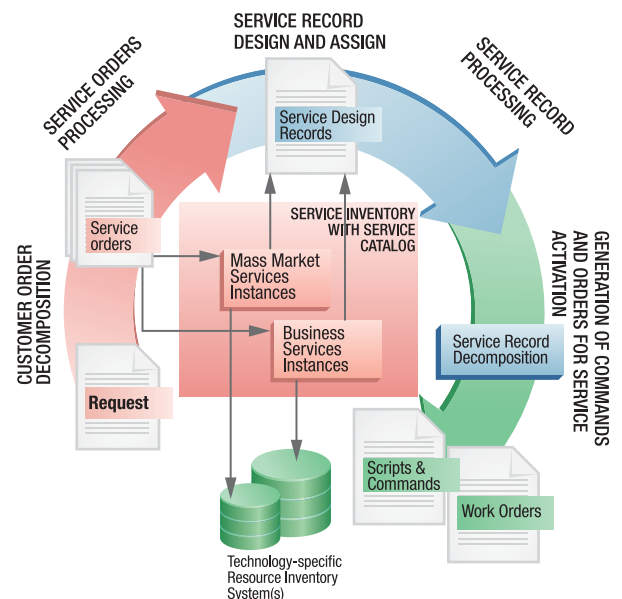 SERVICE RECORD
DESIGN AND ASSIGN
SERVICE ORDERS
PROCESSING
SERVICE RECORD
PROCESSING
Service Design
Records
Service
orders
SERVICE INVENTORY
WITH SERVICE
CATALOG
Mass Market
Services
Instances
Business
Services
Instances
CUSTOMER ORDER
DECOMPOSITION
Request
GENERATION OF COMMANDS
AND ORDERS FOR SERVICE
ACTIVATION
Service Record
Decomposition
Scripts &
Commands
Work Orders
Technology-specific
Resource Inventory
System(s)